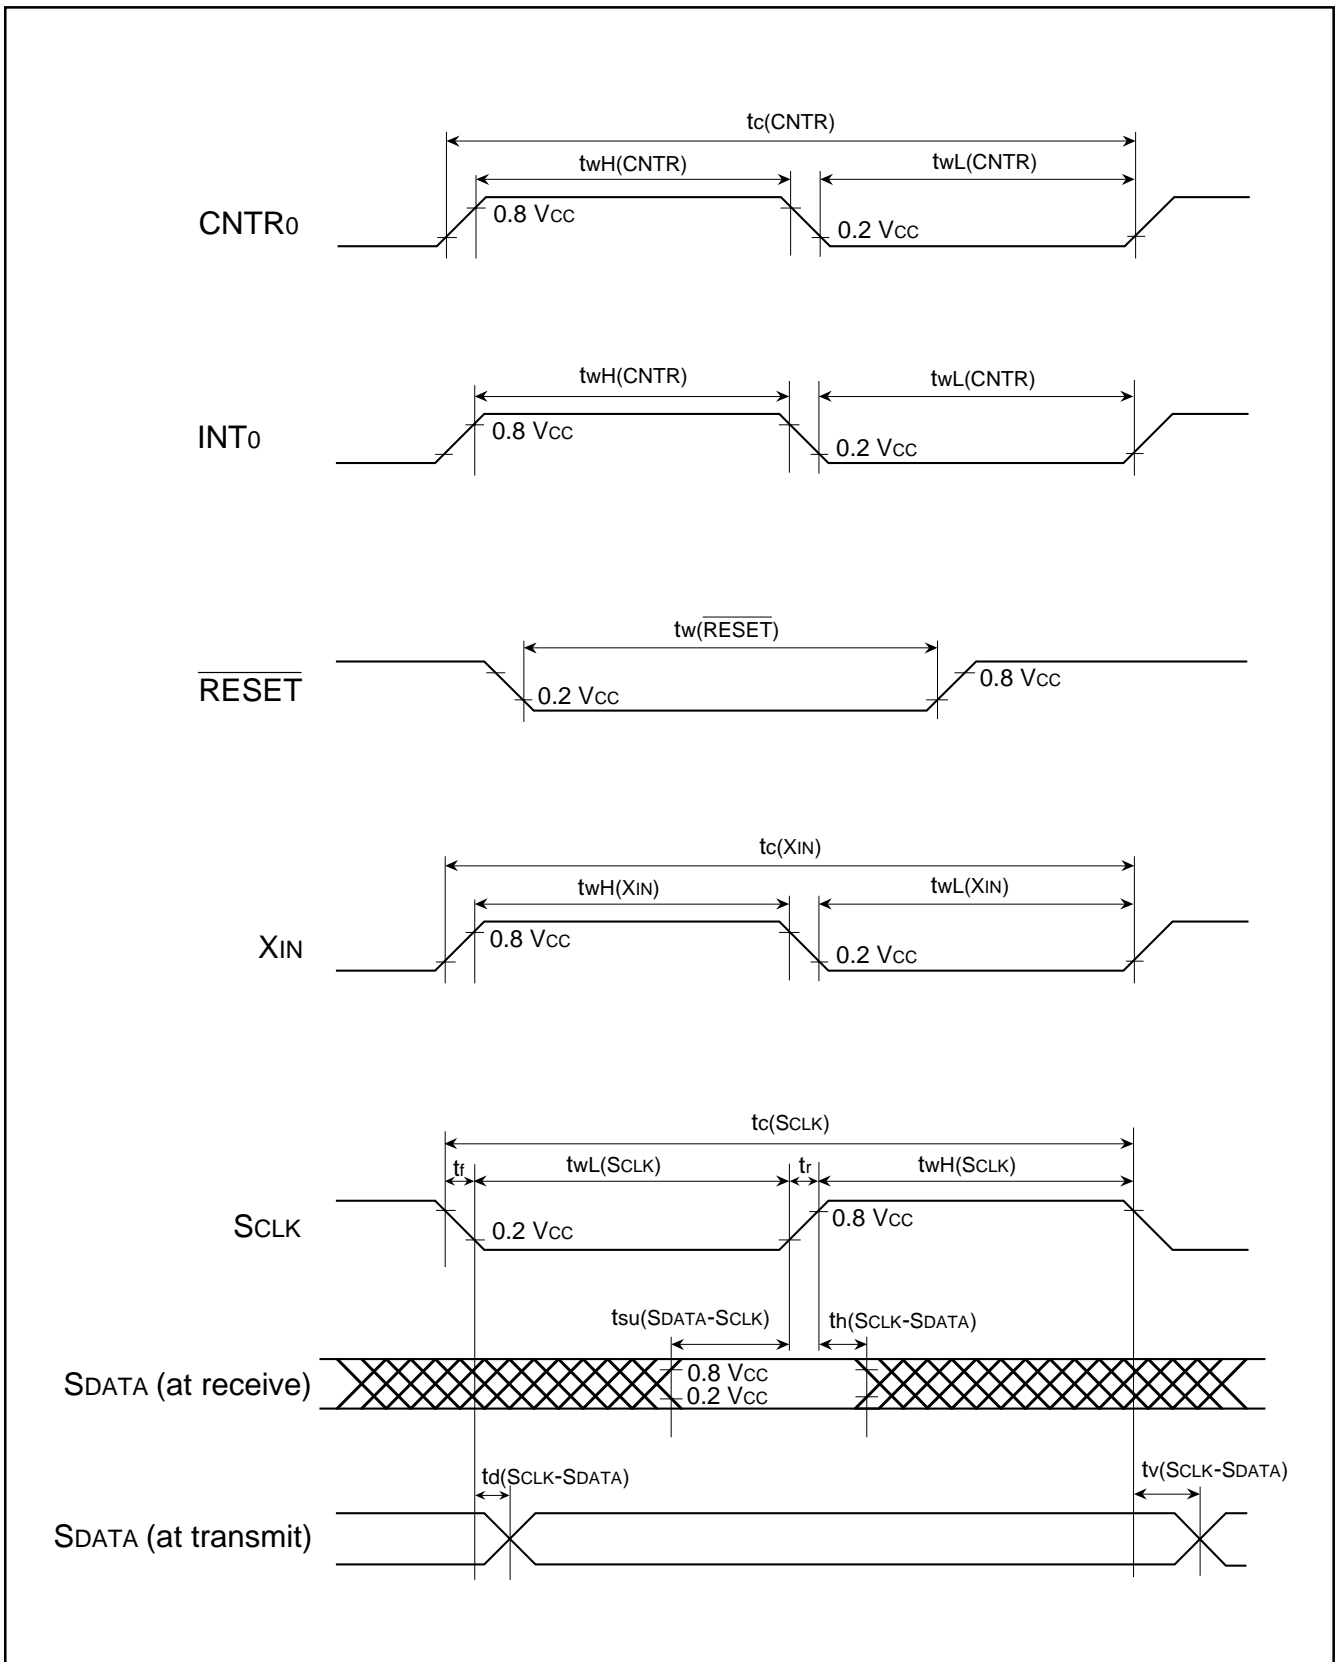 tc(CNTR)
twH(CNTR) twL(CNTR)
CNTR0 0.8 VCC 0.2 VCC
twH(CNTR) twL(CNTR)
INT0 0.8 VCC 0.2 VCC
tw(RESET)
RESET 0.2 VCC 0.8 VCC
tc(XIN)
twH(XIN) twL(XIN)
XIN 0.8 VCC 0.2 VCC
tc(SCLK)
tf twL(SCLK) tr twH(SCLK)
SCLK 0.2 VCC 0.8 VCC
tsu(SDATA-SCLK) th(SCLK-SDATA)
SDATA (at receive) 0.8 VCC
0.2 VCC
td(SCLK-SDATA) tv(SCLK-SDATA)
SDATA (at transmit)